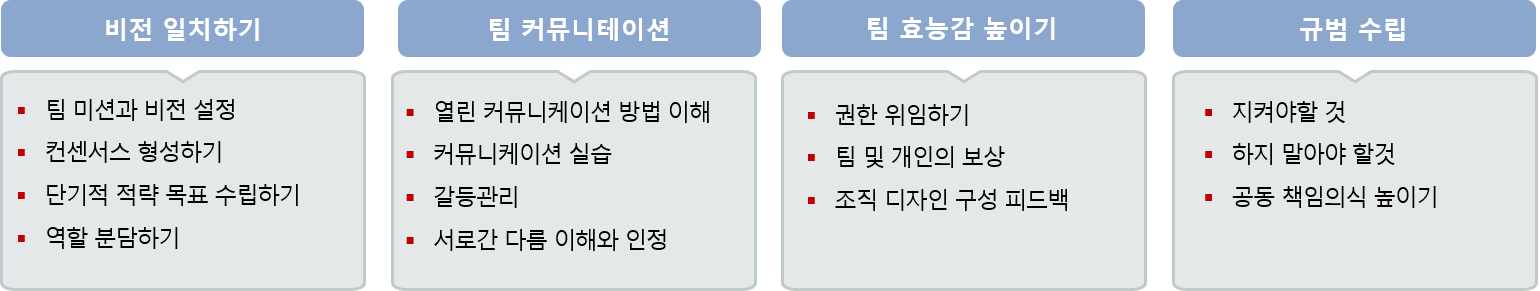 비전 일치하기
팀 미션과 비전 설정
컨센서스 형성하기
단기적 적략 목표 수립하기
역할 분담하기
팀 커뮤니테이션
열린 커뮤니케이션 방법 이해
커뮤니케이션 실습
갈등관리
서로간 다름 이해와 인정
팀 효능감 높이기
권한 위임하기
팀 및 개인의 보상
조직 디자인 구성 피드백
규범 수립
지켜야할 것
하지 말아야 할것
공동 책임의식 높이기